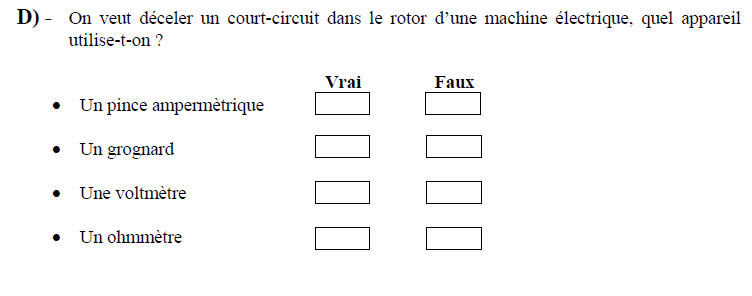 D) - On veut déceler un court-circuit dans le rotor d'une machine électrique, quel appareil
utilise-t-on ?
Vrai Faux
• Un pince ampermètrique
• Un grognard
• Une voltmètre
• Un ohmmètre